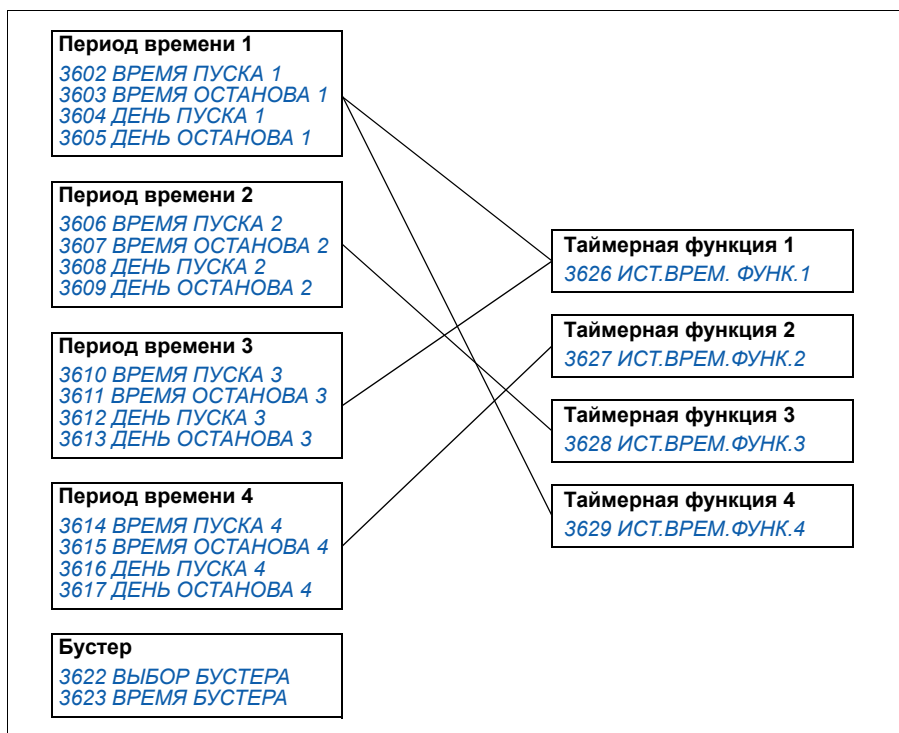 Период времени 1
3602 ВРЕМЯ ПУСКА 1
3603 ВРЕМЯ ОСТАНОВА 1
3604 ДЕНЬ ПУСКА 1
3605 ДЕНЬ ОСТАНОВА 1
Период времени 2
3606 ВРЕМЯ ПУСКА 2
3607 ВРЕМЯ ОСТАНОВА 2
3608 ДЕНЬ ПУСКА 2
3609 ДЕНЬ ОСТАНОВА 2
Период времени 3
3610 ВРЕМЯ ПУСКА 3
3611 ВРЕМЯ ОСТАНОВА 3
3612 ДЕНЬ ПУСКА 3
3613 ДЕНЬ ОСТАНОВА 3
Период времени 4
3614 ВРЕМЯ ПУСКА 4
3615 ВРЕМЯ ОСТАНОВА 4
3616 ДЕНЬ ПУСКА 4
3617 ДЕНЬ ОСТАНОВА 4
Бустер
3622 ВЫБОР БУСТЕРА
3623 ВРЕМЯ БУСТЕРА
Таймерная функция 1
3626 ИСТ.ВРЕМ. ФУНК.1
Таймерная функция 2
3627 ИСТ.ВРЕМ.ФУНК.2
Таймерная функция 3
3628 ИСТ.ВРЕМ.ФУНК.3
Таймерная функция 4
3629 ИСТ.ВРЕМ.ФУНК.4